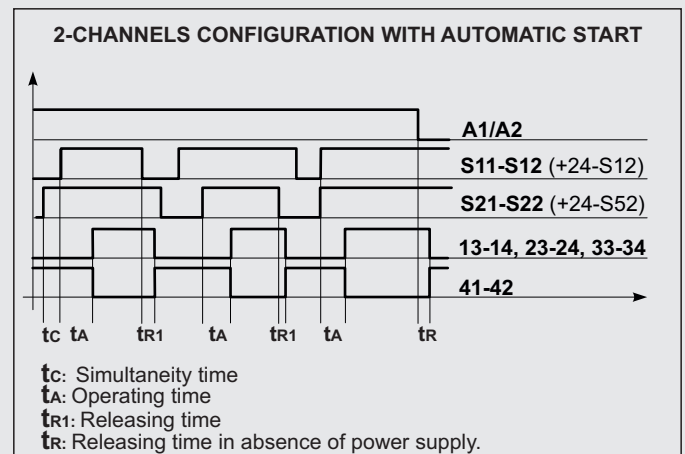 2-CHANNELS CONFIGURATION WITH AUTOMATIC START
A1/A2
S11-S12 (+24-S12)
S21-S22 (+24-S52)
13-14, 23-24, 33-34
41-42
tC tA tR1 tA tR1 tA tR
tC: Simultaneity time
tA: Operating time
tR1: Releasing time
tR: Releasing time in absence of power supply.